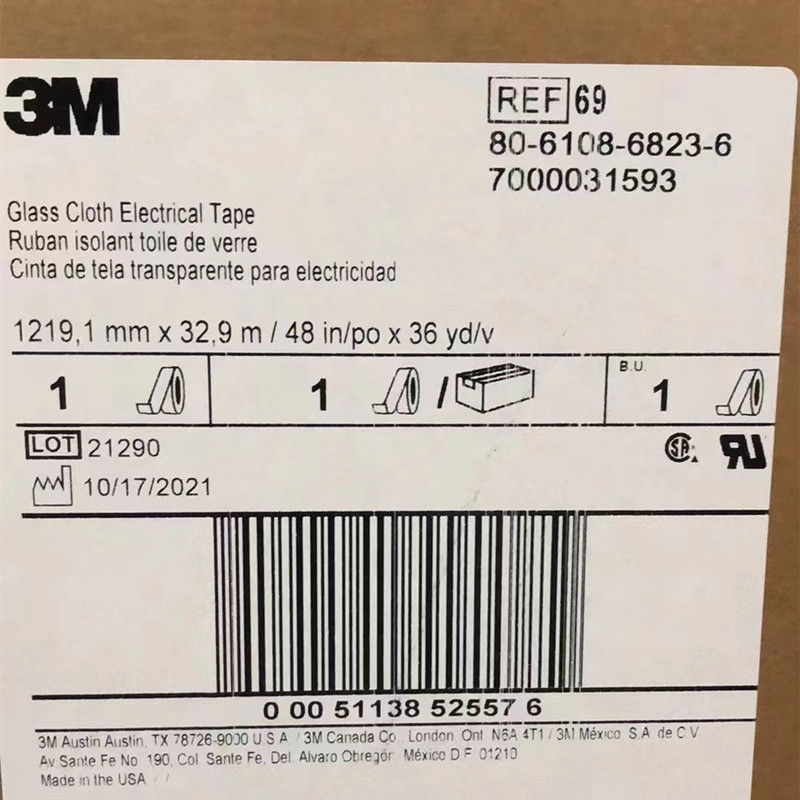 3M
REF 69
80-6108-6823-6
7000031593
Glass Cloth Electrical Tape
Ruban isolant toile de verre
Cinta de tela transparente para electricidad
1219,1 mm x 32,9 m / 48 in/po x 36 yd/v
1 1 / B.U. 1
LOT 21290
10/17/2021
0 00 51138 52557 6
3M Austin Austin, TX 78726-9000 U.S.A. / 3M Canada Co., London, Ont. N6A 4T1 / 3M México, S.A. de C.V.
Av Sante Fe No. 190, Col. Sante Fe, Del. Alvaro Obregór México D.F. 01210
Made in the USA / /